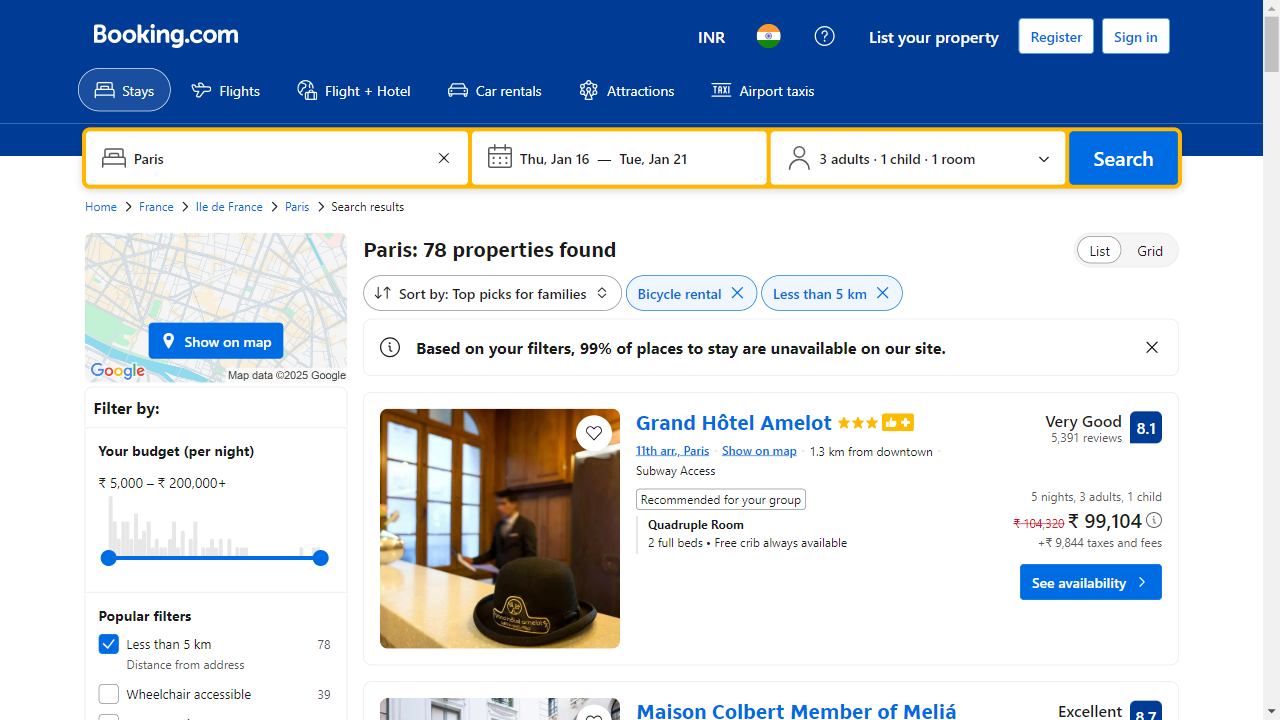 Booking.com
INR
List your property
Register
Sign in
Stays
Flights
Flight + Hotel
Car rentals
Attractions
TAXI
Airport taxis
Paris
Thu, Jan 16 — Tue, Jan 21
3 adults · 1 child · 1 room
Search
Home
France
Ile de France
Paris
Search results
Show on map
Google
Map data ©2025 Google
Filter by:
Your budget (per night)
₹ 5,000 – ₹ 200,000+
Popular filters
Less than 5 km 78
Distance from address
Wheelchair accessible 39
Paris: 78 properties found
List
Grid
Sort by: Top picks for families
Bicycle rental
Less than 5 km
Based on your filters, 99% of places to stay are unavailable on our site.
Grand Hôtel Amelot
Very Good
5,391 reviews
8.1
11th arr., Paris · Show on map · 1.3 km from downtown ·
Subway Access
Recommended for your group
Quadruple Room
2 full beds • Free crib always available
5 nights, 3 adults, 1 child
₹ 104,320 ₹ 99,104
+₹ 9,844 taxes and fees
See availability
Maison Colbert Member of Meliá
Excellent
8.7